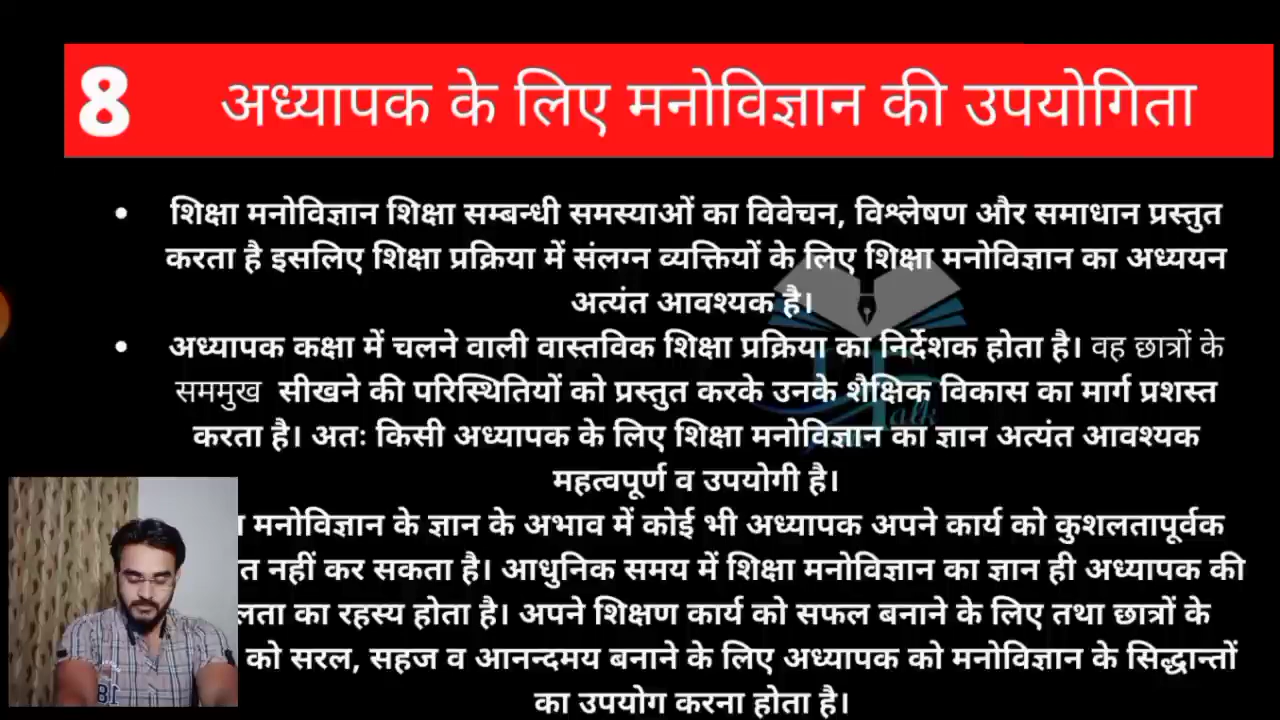 8 अध्यापक के लिए मनोविज्ञान की उपयोगिता
• शिक्षा मनोविज्ञान शिक्षा सम्बन्धी समस्याओं का विवेचन, विश्लेषण और समाधान प्रस्तुत
करता है इसलिए शिक्षा प्रक्रिया में संलग्न व्यक्तियों के लिए शिक्षा मनोविज्ञान का अध्ययन
अत्यंत आवश्यक है।
• अध्यापक कक्षा में चलने वाली वास्तविक शिक्षा प्रक्रिया का निर्देशक होता है। वह छात्रों के
सममुख सीखने की परिस्थितियों को प्रस्तुत करके उनके शैक्षिक विकास का मार्ग प्रशस्त
करता है। अतः किसी अध्यापक के लिए शिक्षा मनोविज्ञान का ज्ञान अत्यंत आवश्यक
महत्वपूर्ण व उपयोगी है।
मनोविज्ञान के ज्ञान के अभाव में कोई भी अध्यापक अपने कार्य को कुशलतापूर्वक
त नहीं कर सकता है। आधुनिक समय में शिक्षा मनोविज्ञान का ज्ञान ही अध्यापक की
लता का रहस्य होता है। अपने शिक्षण कार्य को सफल बनाने के लिए तथा छात्रों के
को सरल, सहज व आनन्दमय बनाने के लिए अध्यापक को मनोविज्ञान के सिद्धान्तों
का उपयोग करना होता है।